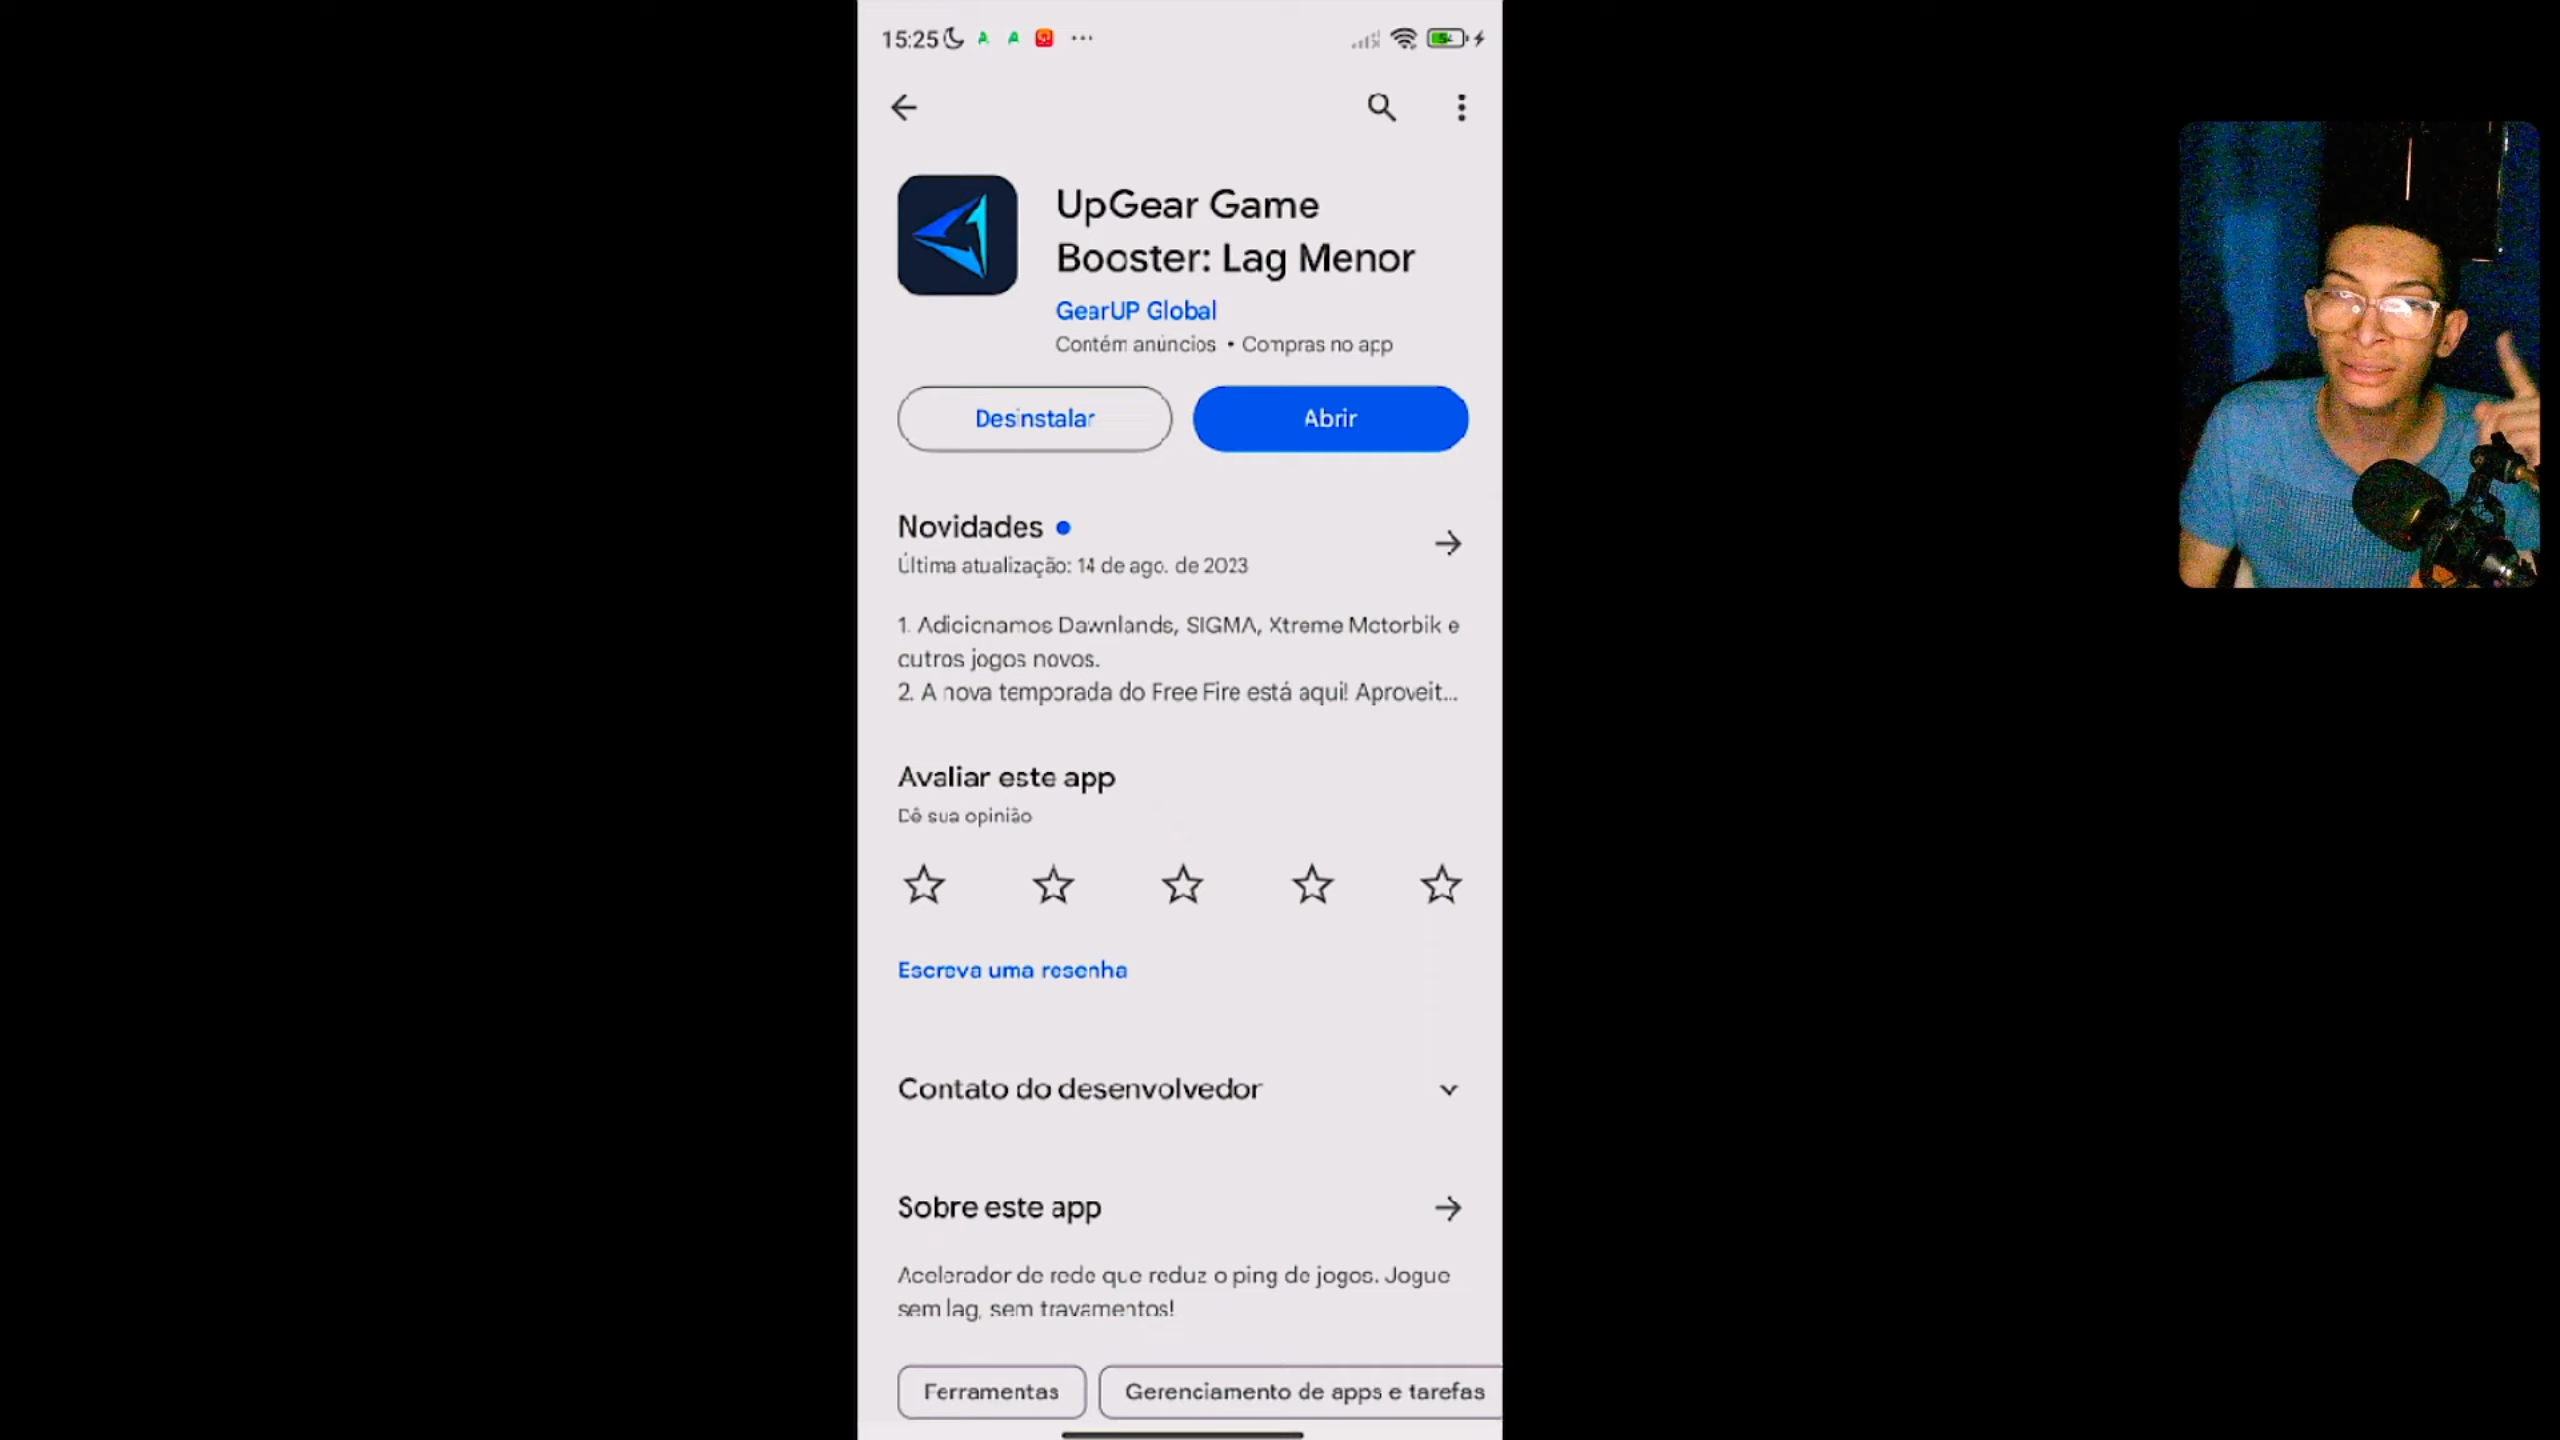 15:25
UpGear Game
Booster: Lag Menor
GearUP Global
Contém anúncios • Compras no app
Desinstalar
Abrir
Novidades
Última atualização: 14 de ago. de 2023
1. Adicionamos Dawnlands, SIGMA, Xtreme Motorbik e
outros jogos novos.
2. A nova temporada do Free Fire está aqui! Aproveit...
Avaliar este app
Dê sua opinião
Escreva uma resenha
Contato do desenvolvedor
Sobre este app
Acelerador de rede que reduz o ping de jogos. Jogue
sem lag, sem travamentos!
Ferramentas
Gerenciamento de apps e tarefas